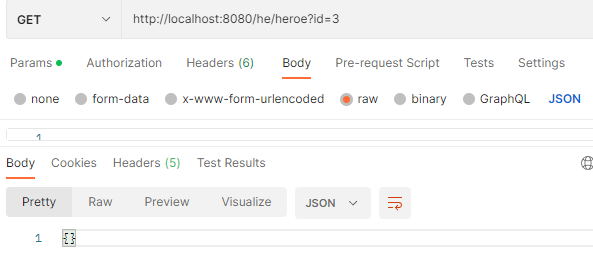 GET http://localhost:8080/he/heroe?id=3
Params Authorization Headers (6) Body Pre-request Script Tests Settings
none form-data x-www-form-urlencoded raw binary GraphQL JSON
1
Body Cookies Headers (5) Test Results
Pretty Raw Preview Visualize JSON
1 {}